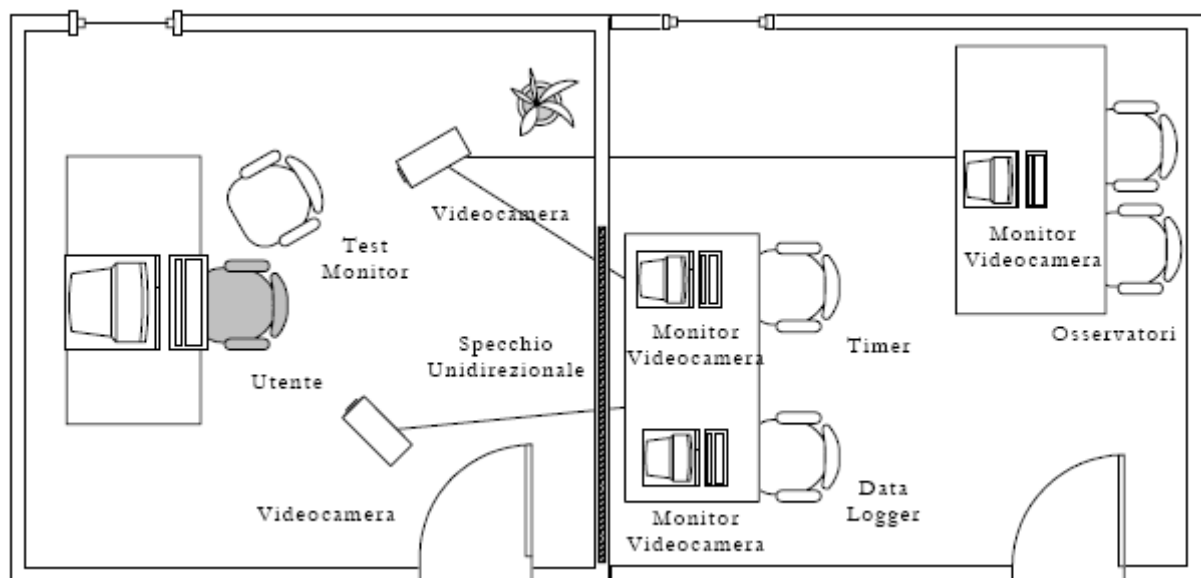 Videocamera
Test
Monitor
Utente
Specchio
Unidirezionale
Videocamera
Monitor
Videocamera
Timer
Monitor
Videocamera
Data
Logger
Monitor
Videocamera
Osservatori